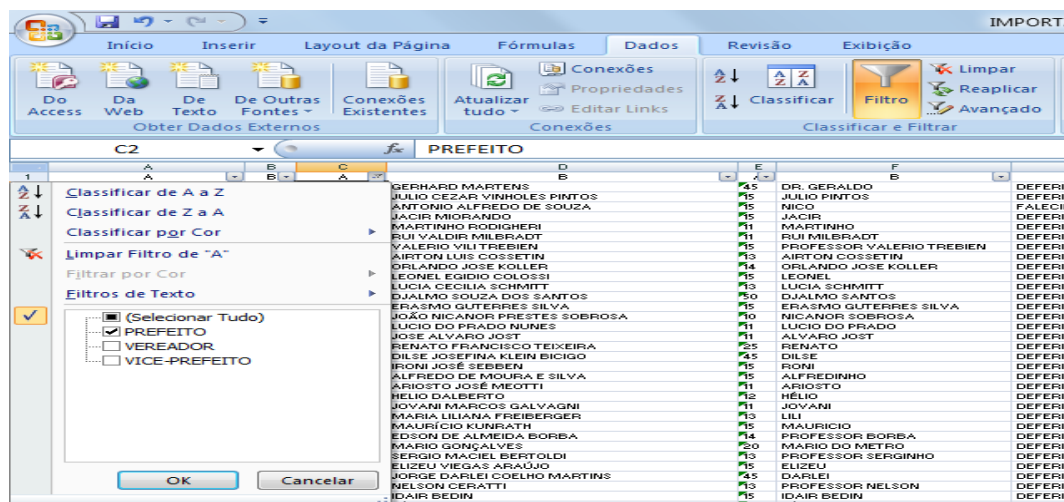 IMPORT
Início Inserir Layout da Página Fórmulas Dados Revisão Exibição
Do Access
Da Web
De Texto
De Outras Fontes
Conexões Existentes
Obter Dados Externos
Atualizar tudo
Conexões
Propriedades
Editar Links
Conexões
Classificar
Filtro
Limpar
Reaplicar
Avançado
Classificar e Filtrar
C2 fx PREFEITO
A B C D E F
1 A B A B A B
Classificar de A a Z
Classificar de Z a A
Classificar por Cor
Limpar Filtro de "A"
Filtrar por Cor
Filtros de Texto
(Selecionar Tudo)
PREFEITO
VEREADOR
VICE-PREFEITO
OK Cancelar
GERHARD MARTENS 45 DR. GERALDO DEFERI
JULIO CEZAR VINHOLES PINTOS 15 JULIO PINTOS DEFERI
ANTONIO ALFREDO DE SOUZA 15 NICO FALECI
JACIR MIORANDO 15 JACIR DEFERI
MARTINHO RODIGHERI 11 MARTINHO DEFERI
RUI VALDIR MILBRADT 11 RUI MILBRADT DEFERI
VALERIO VILI TREBIEN 15 PROFESSOR VALERIO TREBIEN DEFERI
AIRTON LUIS COSSETIN 13 AIRTON COSSETIN DEFERI
ORLANDO JOSE KOLLER 14 ORLANDO JOSE KOLLER DEFERI
LEONEL EGIDIO COLOSSI 15 LEONEL DEFERI
LUCIA CECILIA SCHMITT 13 LUCIA SCHMITT DEFERI
DJALMO SOUZA DOS SANTOS 50 DJALMO SANTOS DEFERI
ERASMO GUTERRES SILVA 15 ERASMO GUTERRES SILVA DEFERI
JOÃO NICANOR PRESTES SOBROSA 10 NICANOR SOBROSA DEFERI
LUCIO DO PRADO NUNES 11 LUCIO DO PRADO DEFERI
JOSE ALVARO JOST 11 ALVARO JOST DEFERI
RENATO FRANCISCO TEIXEIRA 25 RENATO DEFERI
DILSE JOSEFINA KLEIN BICIGO 45 DILSE DEFERI
IRONI JOSÉ SEBBEN 15 RONI DEFERI
ALFREDO DE MOURA E SILVA 15 ALFREDINHO DEFERI
ARIOSTO JOSÉ MEOTTI 11 ARIOSTO DEFERI
HELIO DALBERTO 12 HÉLIO DEFERI
JOVANI MARCOS GALVAGNI 11 JOVANI DEFERI
MARIA LILIANA FREIBERGER 13 LILI DEFERI
MAURÍCIO KUNRATH 15 MAURICIO DEFERI
EDSON DE ALMEIDA BORBA 14 PROFESSOR BORBA DEFERI
MARIO GONÇALVES 20 MARIO DO METRO DEFERI
SERGIO MACIEL BERTOLDI 13 PROFESSOR SERGINHO DEFERI
ELIZEU VIEGAS ARAÚJO 15 ELIZEU DEFERI
JORGE DARLEI COELHO MARTINS 45 DARLEI DEFERI
NELSON CERATTI 13 PROFESSOR NELSON DEFERI
IDAIR BEDIN 15 IDAIR BEDIN DEFERI